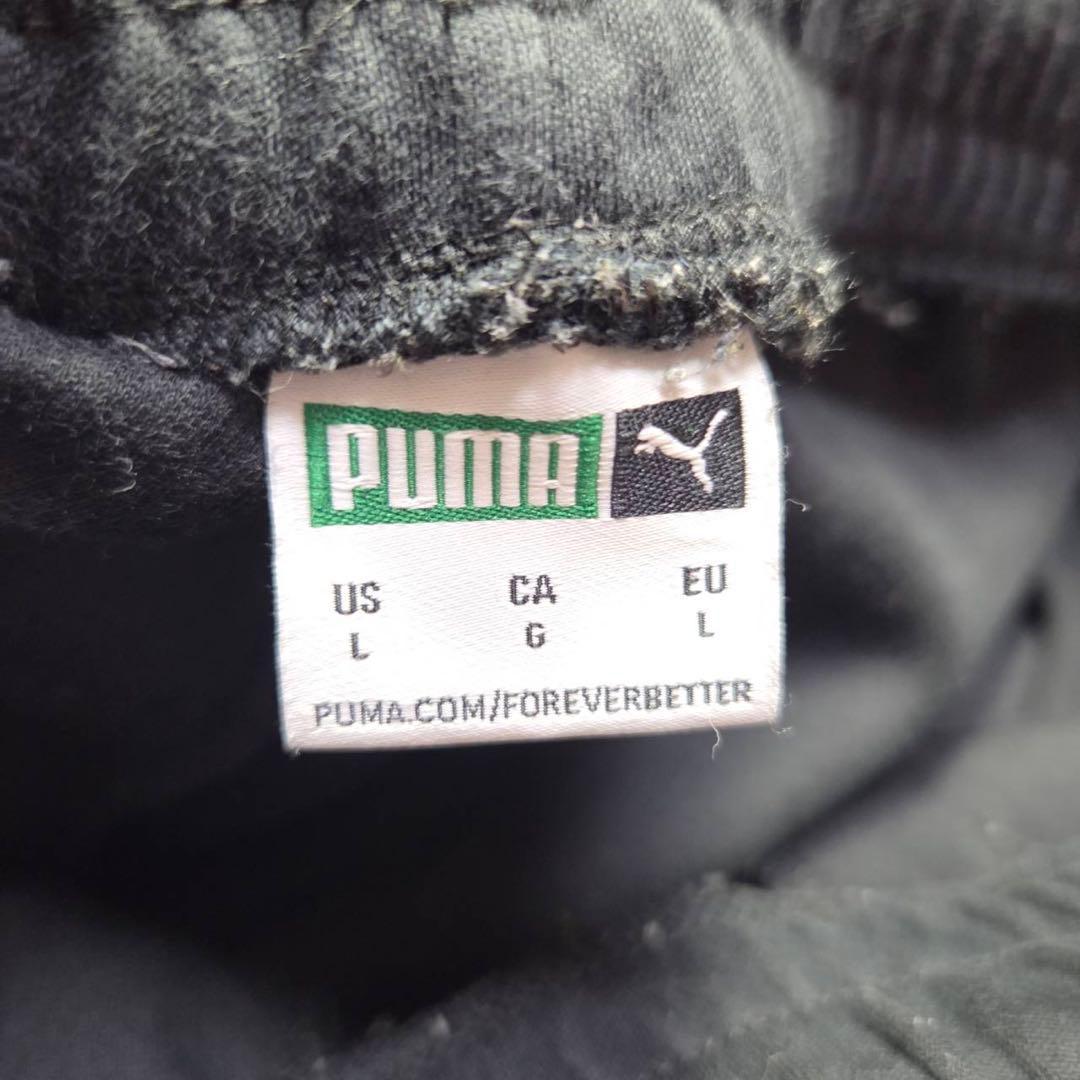 PUMA
US CA EU
L G L
PUMA.COM/FOREVERBETTER